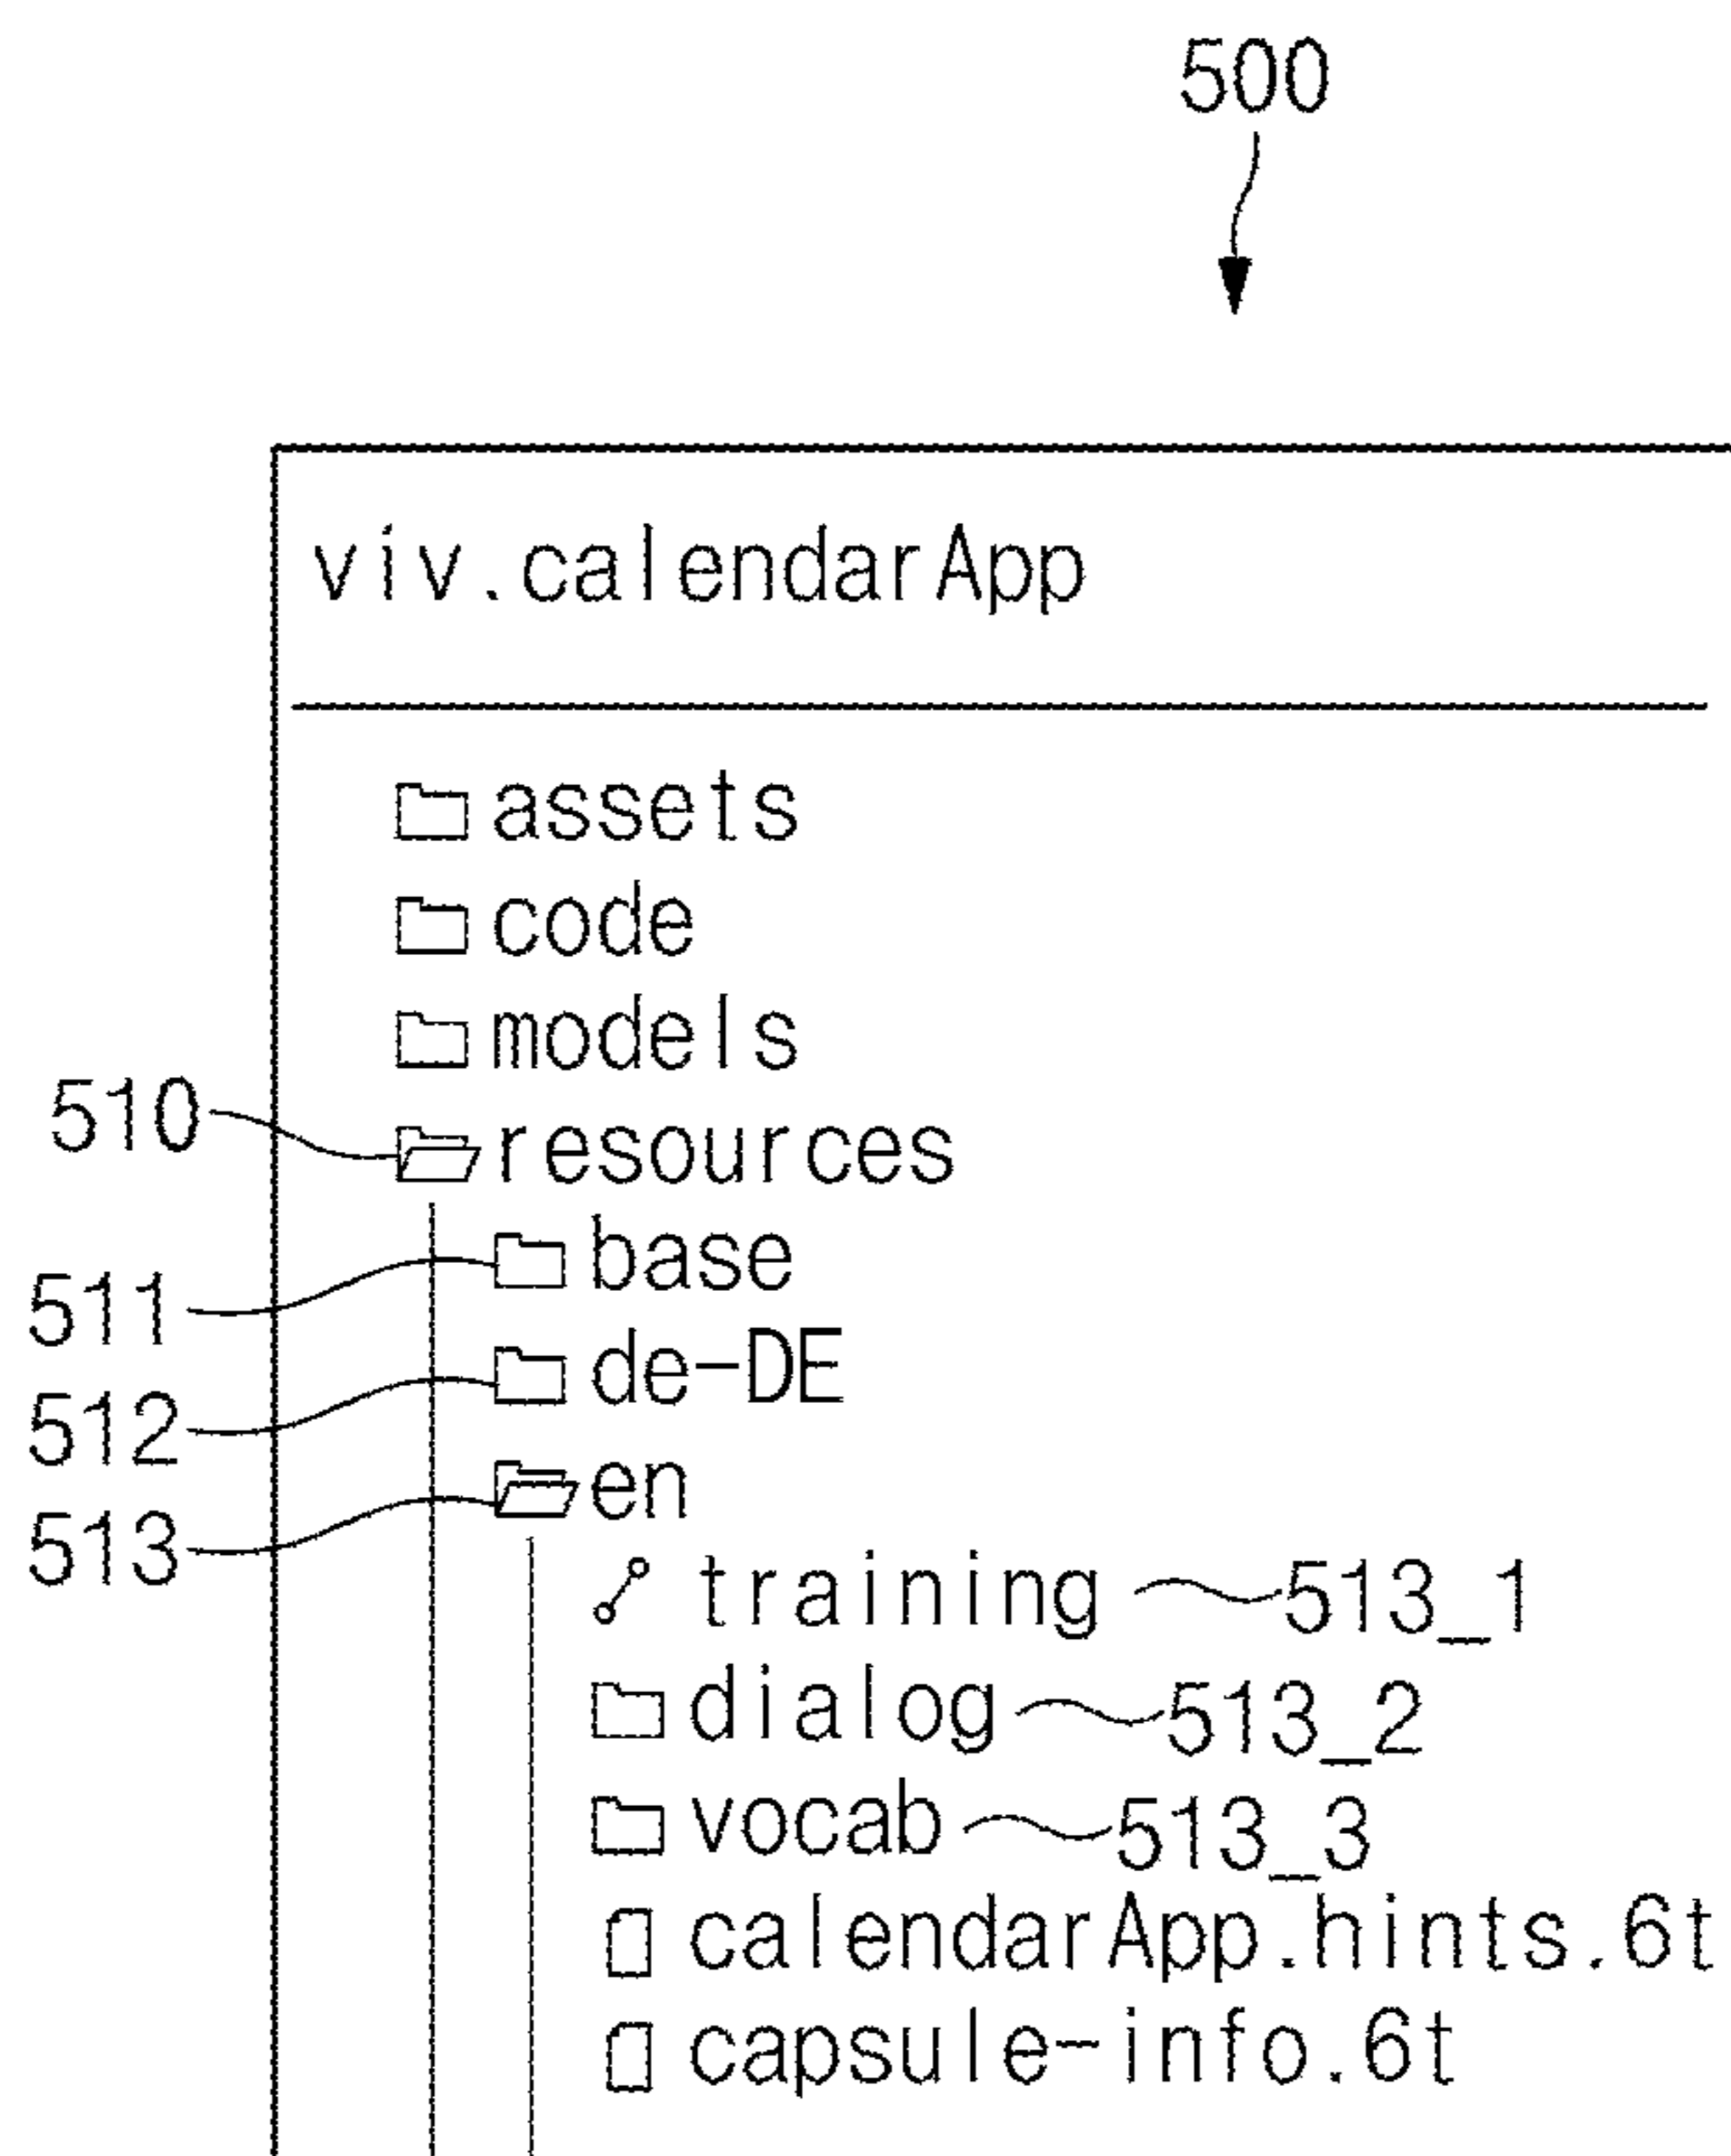 500
viv.calendarApp
assets
code
models
510 resources
511 base
512 de-DE
513 en
training 513_1
dialog 513_2
vocab 513_3
calendarApp.hints.6t
capsule-info.6t